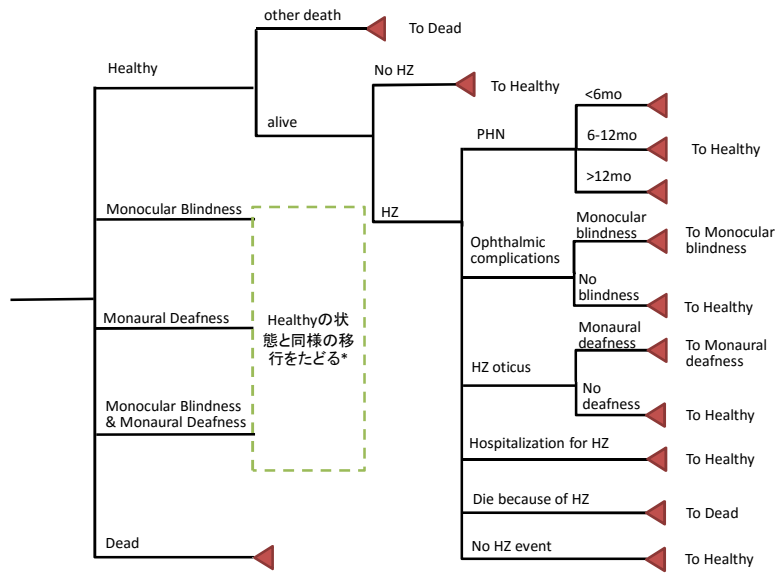 other death
To Dead
Healthy
No HZ
To Healthy
alive
<6mo
PHN
6-12mo
To Healthy
>12mo
Monocular Blindness
HZ
Monocular
blindness
To Monocular
blindness
Ophthalmic
complications
No
blindness
To Healthy
Monaural Deafness
Healthyの状
態と同様の移
行をたどる*
Monaural
deafness
To Monaural
deafness
HZ oticus
No
deafness
To Healthy
Monocular Blindness
& Monaural Deafness
Hospitalization for HZ
To Healthy
Die because of HZ
To Dead
Dead
No HZ event
To Healthy